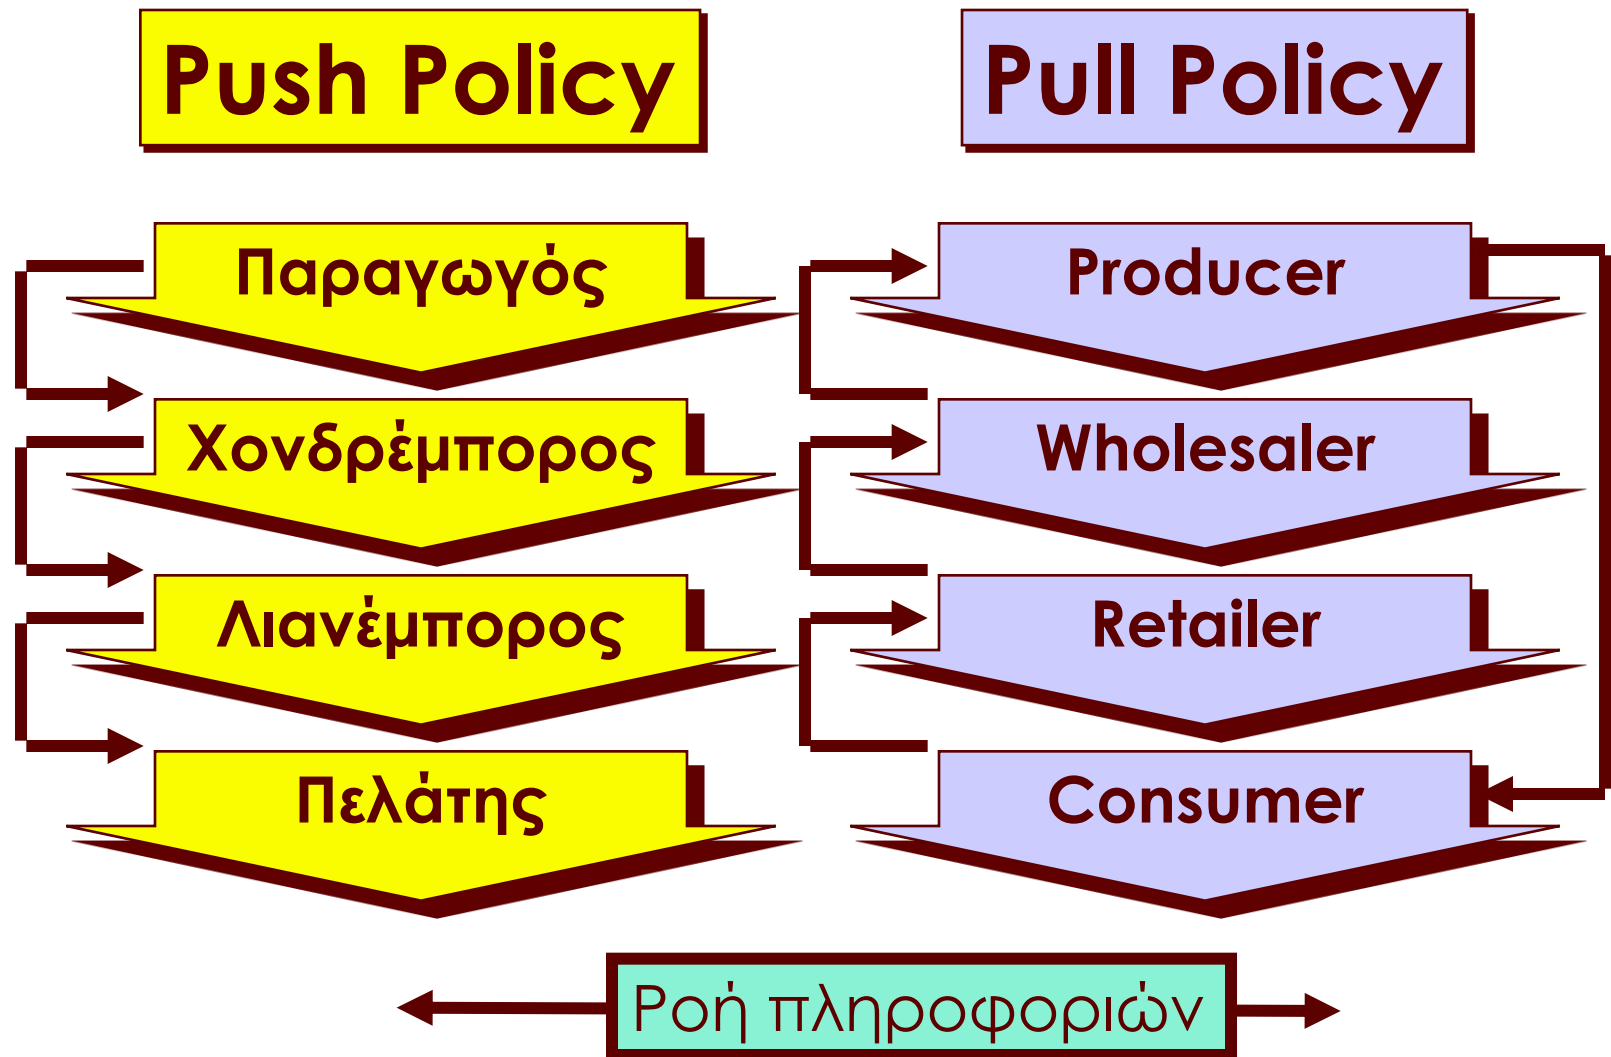 Push Policy
Pull Policy
Παραγωγός
Χονδρέμπορος
Λιανέμπορος
Πελάτης
Producer
Wholesaler
Retailer
Consumer
Ροή πληροφοριών